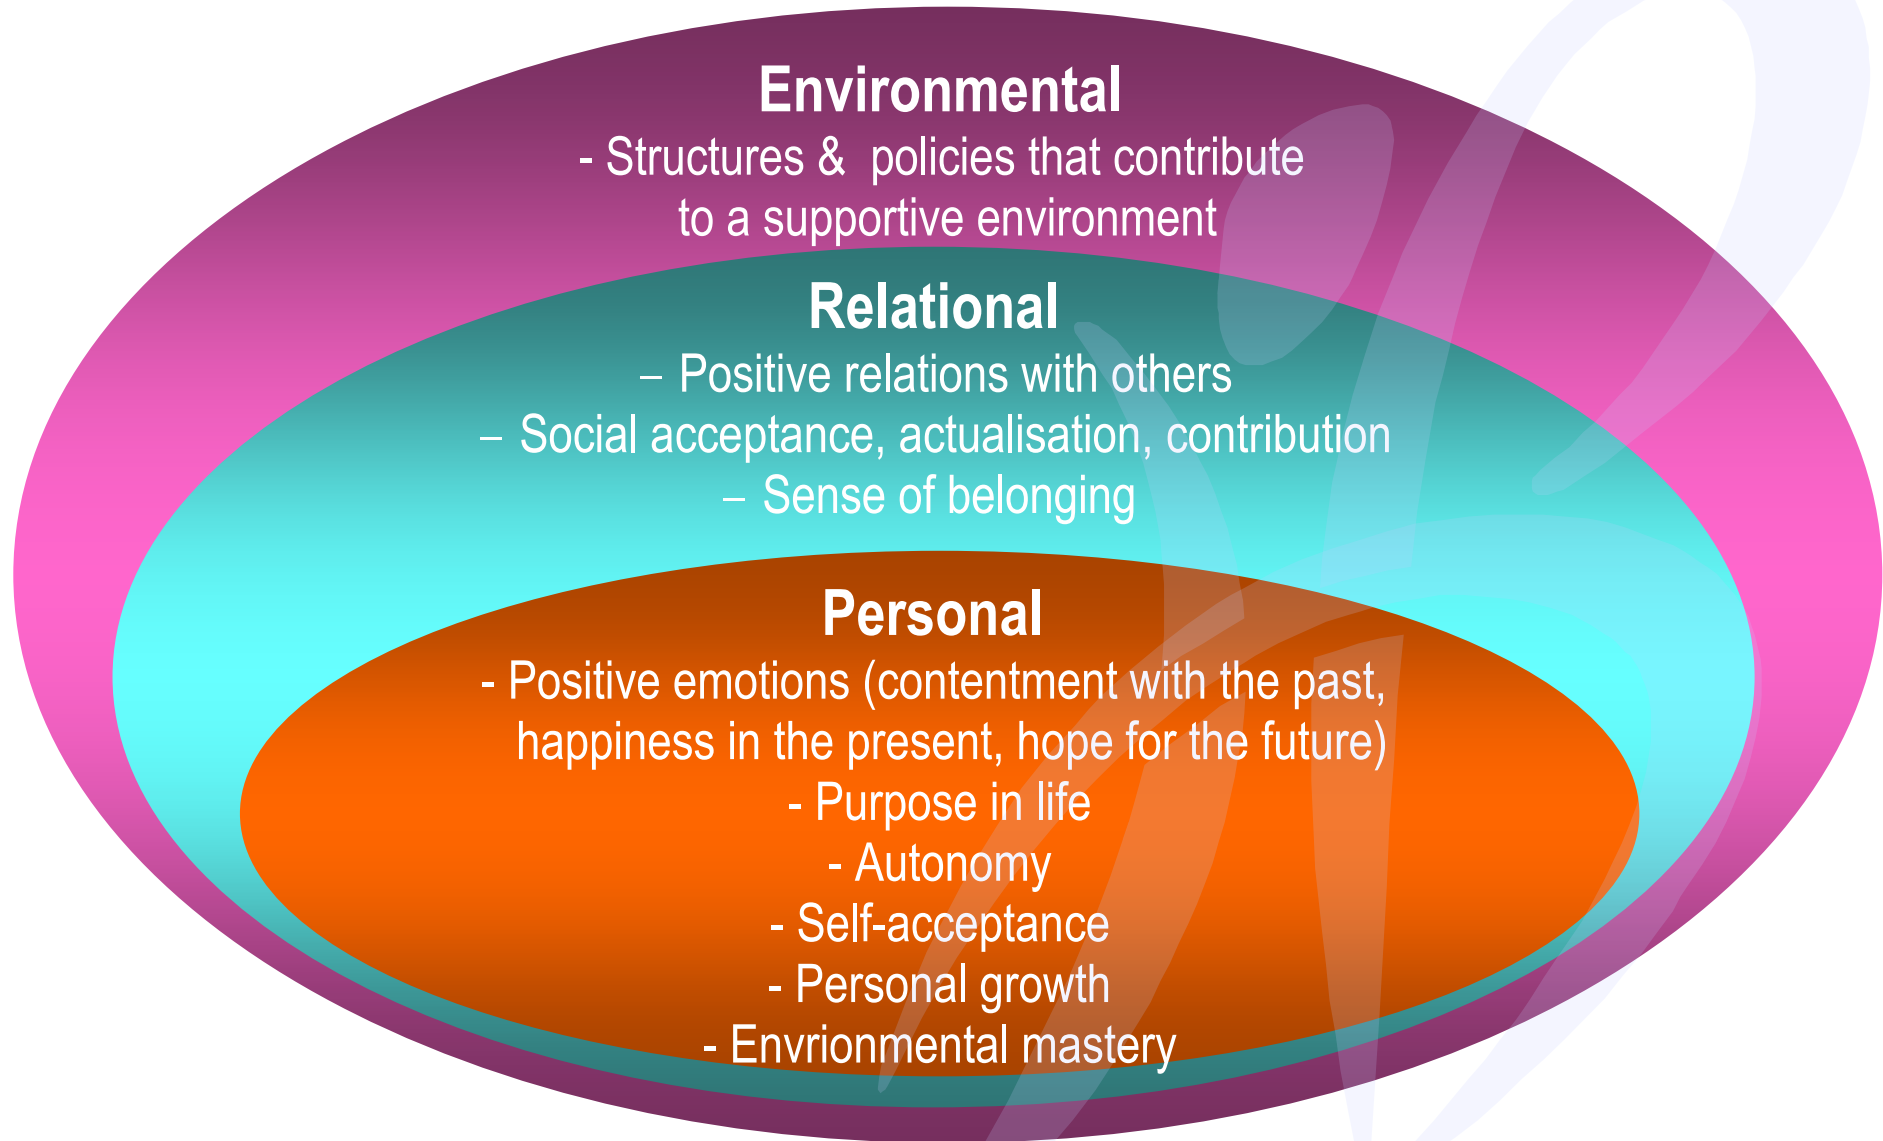 Environmental
- Structures & policies that contribute
to a supportive environment
Relational
– Positive relations with others
– Social acceptance, actualisation, contribution
– Sense of belonging
Personal
- Positive emotions (contentment with the past,
happiness in the present, hope for the future)
- Purpose in life
- Autonomy
- Self-acceptance
- Personal growth
- Envrionmental mastery